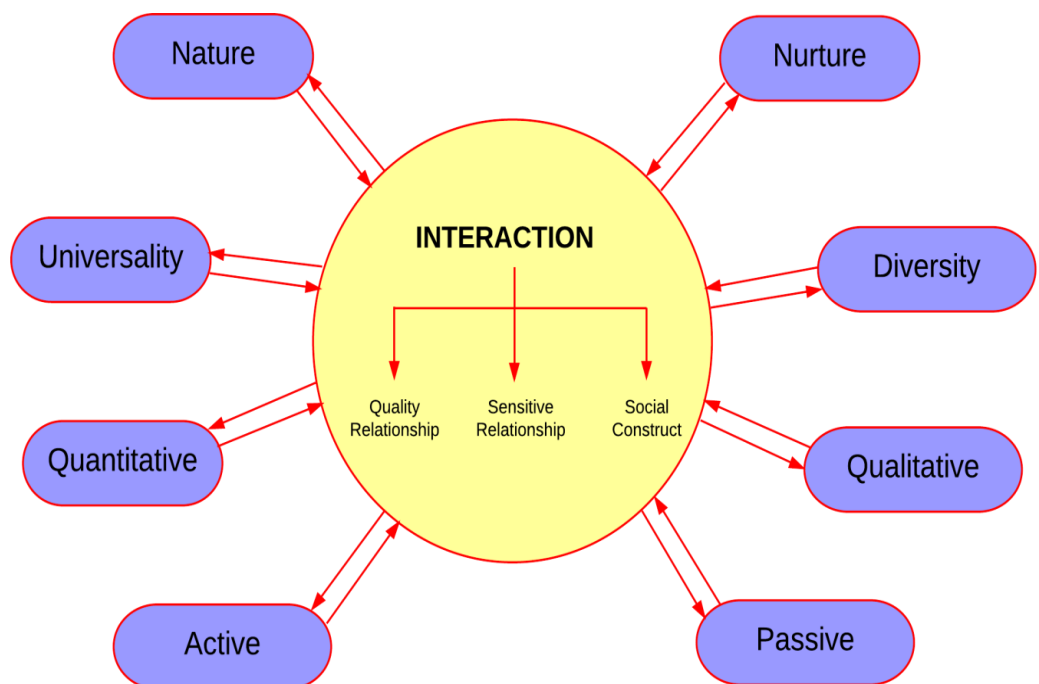 Nature
Nurture
INTERACTION
Universality
Diversity
Quality
Relationship
Sensitive
Relationship
Social
Construct
Quantitative
Qualitative
Active
Passive